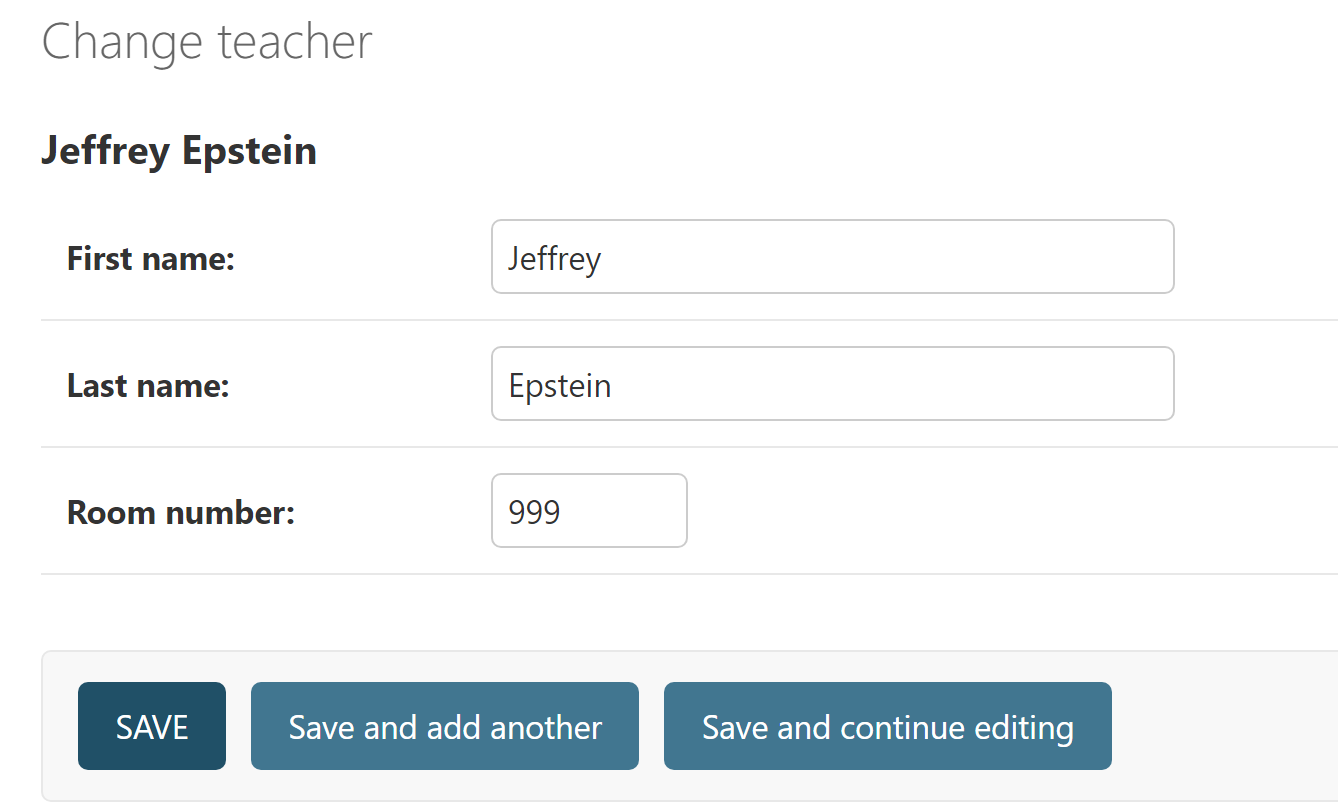 Change teacher
Jeffrey Epstein
First name: Jeffrey
Last name: Epstein
Room number: 999
SAVE Save and add another Save and continue editing